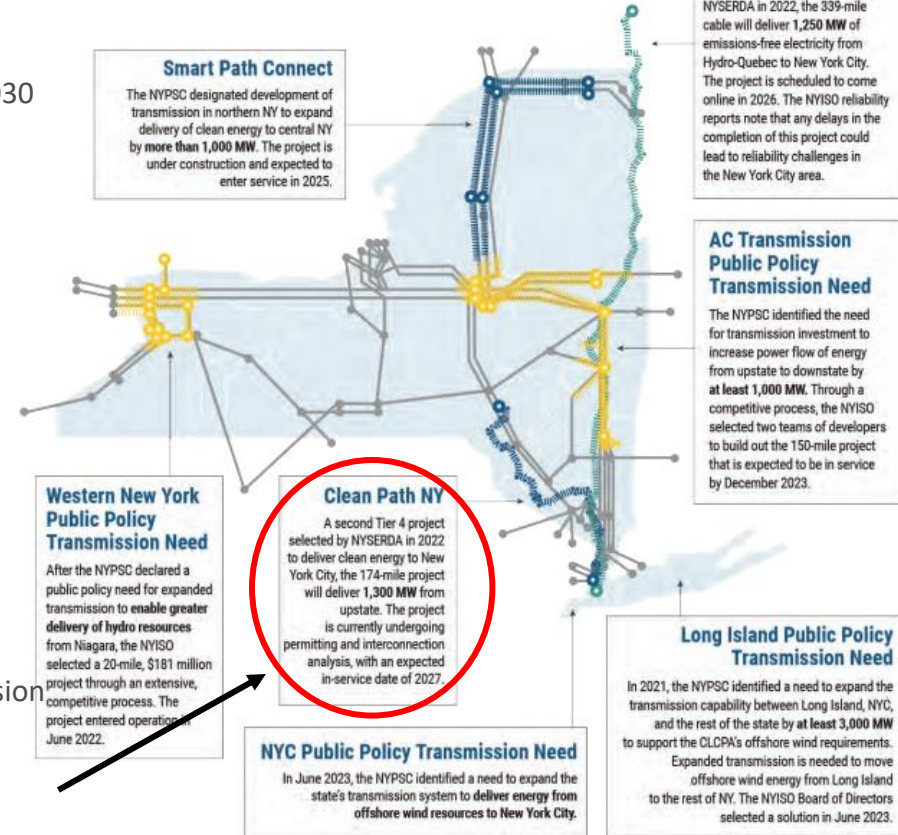 030
Smart Path Connect
The NYPSC designated development of
transmission in northern NY to expand
delivery of clean energy to central NY
by more than 1,000 MW. The project is
under construction and expected to
enter service in 2025.
NYSERDA in 2022, the 339-mile
cable will deliver 1,250 MW of
emissions-free electricity from
Hydro-Quebec to New York City.
The project is scheduled to come
online in 2026. The NYISO reliability
reports note that any delays in the
completion of this project could
lead to reliability challenges in
the New York City area.
AC Transmission
Public Policy
Transmission Need
The NYPSC identified the need
for transmission investment to
increase power flow of energy
from upstate to downstate by
at least 1,000 MW. Through a
competitive process, the NYISO
selected two teams of developers
to build out the 150-mile project
that is expected to be in service
by December 2023.
Western New York
Public Policy
Transmission Need
After the NYPSC declared a
public policy need for expanded
transmission to enable greater
delivery of hydro resources
from Niagara, the NYISO
selected a 20-mile, $181 million
project through an extensive,
competitive process. The
project entered operation in
June 2022.
sion
Clean Path NY
A second Tier 4 project
selected by NYSERDA in 2022
to deliver clean energy to New
York City, the 174-mile project
will deliver 1,300 MW from
upstate. The project
is currently undergoing
permitting and interconnection
analysis, with an expected
in-service date of 2027.
NYC Public Policy Transmission Need
In June 2023, the NYPSC identified a need to expand the
state's transmission system to deliver energy from
offshore wind resources to New York City.
Long Island Public Policy
Transmission Need
In 2021, the NYPSC identified a need to expand the
transmission capability between Long Island, NYC,
and the rest of the state by at least 3,000 MW
to support the CLCPA's offshore wind requirements.
Expanded transmission is needed to move
offshore wind energy from Long Island
to the rest of NY. The NYISO Board of Directors
selected a solution in June 2023.